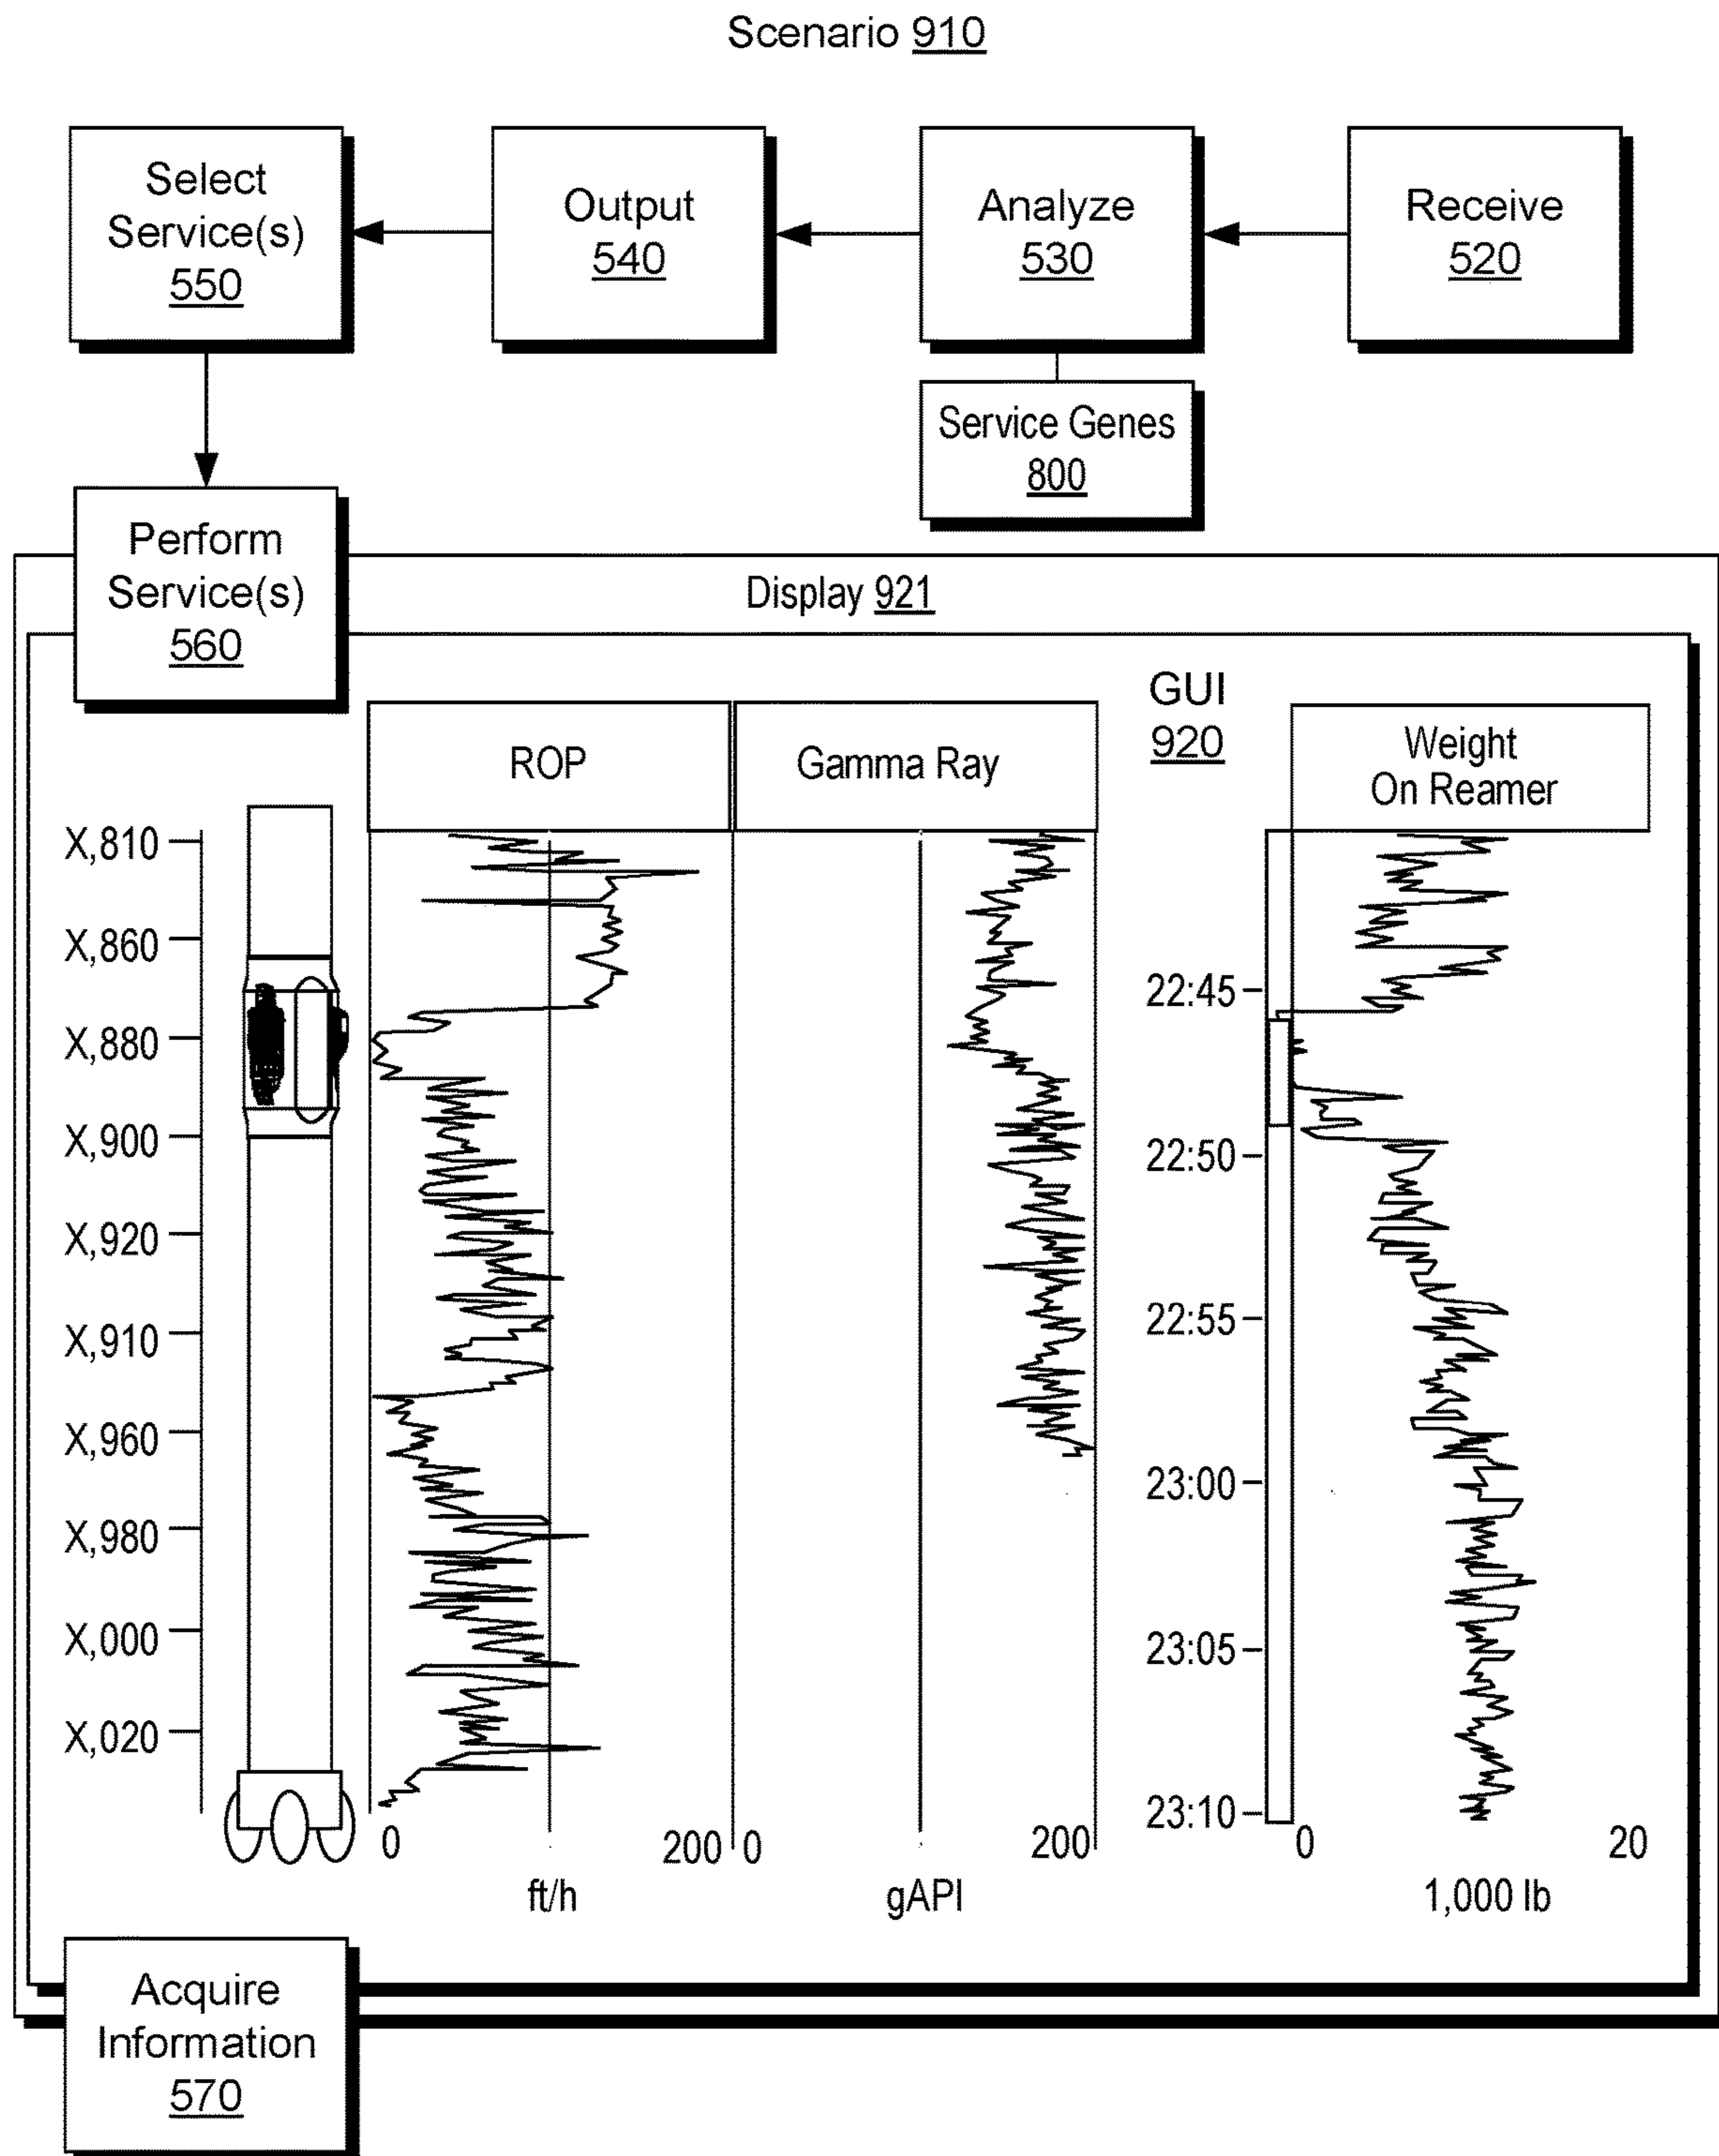 Scenario 910
Select
Service(s)
550
Output
540
Analyze
530
Receive
520
Service Genes
800
Perform
Service(s)
560
Display 921
GUI
920
ROP
Gamma Ray
Weight
On Reamer
X,810
X,860
X,880
X,900
X,920
X,910
X,960
X,980
X,000
X,020
22:45
22:50
22:55
23:00
23:05
23:10
0
200
0
200
0
20
ft/h
gAPI
1,000 lb
Acquire
Information
570